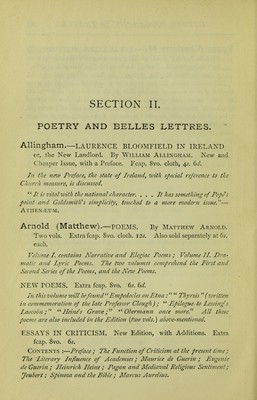 SECTION II.
POETRY AND BELLES LETTRES.
Allingham.—LAURENCE BLOOMFIELD IN IRELAND
or, the New Landlord. By WILLIAM ALLINGHAM. New and
Cheaper Issue, with a Preface. Fcap. 8vo. cloth, 4s. 6d.
In the new Preface, the state of Ireland, with special reference to the
Church measure, is discussed.
"It is vital with the national character. . . . It has something of Pope's
point and Goldsmith's simplicity, touched to a more modern issue."—
ATHENÆUM.
Arnold (Matthew).—POEMS. By MATTHEW ARNOLD.
Two vols. Extra fcap. 8vo. cloth. 12s. Also sold separately at 6s.
each.
Volume I. contains Narrative and Elegiac Poems; Volume II. Dra-
matic and Lyric Poems. The two volumes comprehend the First and
Second Series of the Poems, and the New Poems.
NEW POEMS. Extra fcap. 8vo. 6s. 6d.
In this volume will be found "Empedocles on Etna;" "Thyrsis" (written
in commemoration of the late Professor Clough); "Epilogue to Lessing's
Laocoön;" "Heine's Grave;" "Obermann once more." All these
poems are also included in the Edition (two vols.) above-mentioned.
ESSAYS IN CRITICISM. New Edition, with Additions. Extra
fcap. 8vo. 6s.
CONTENTS :—Preface; The Function of Criticism at the present time;
The Literary Influence of Academies; Maurice de Guerin; Eugenie
de Guerin; Heinrich Heine; Pagan and Mediæval Religious Sentiment;
Joubert; Spinoza and the Bible; Marcus Aurelius.